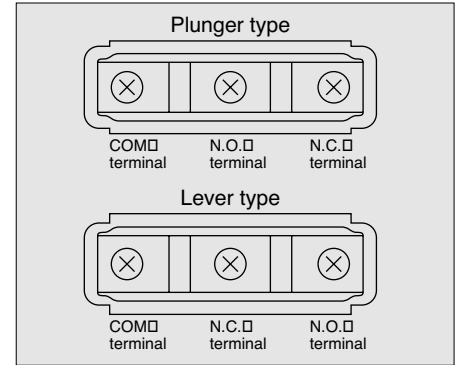 Plunger type
COM□ N.O.□ N.C.□
terminal terminal terminal
Lever type
COM□ N.C.□ N.O.□
terminal terminal terminal